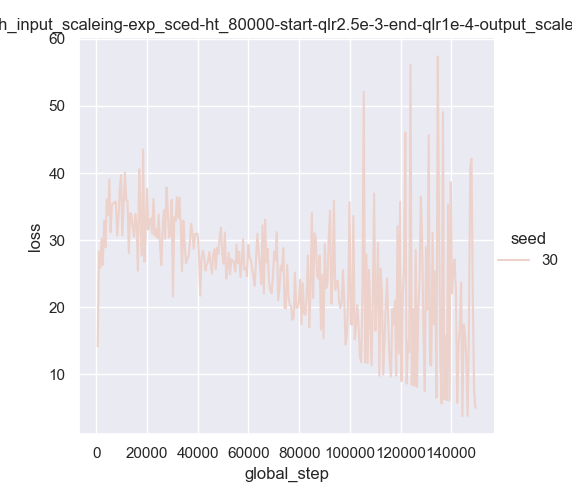 h_input_scaleing-exp_sced-ht_80000-start-qlr2.5e-3-end-qlr1e-4-output_scale
60
50
40
30
20
10
loss
0 20000 40000 60000 80000 100000 120000 140000
global_step
seed
30